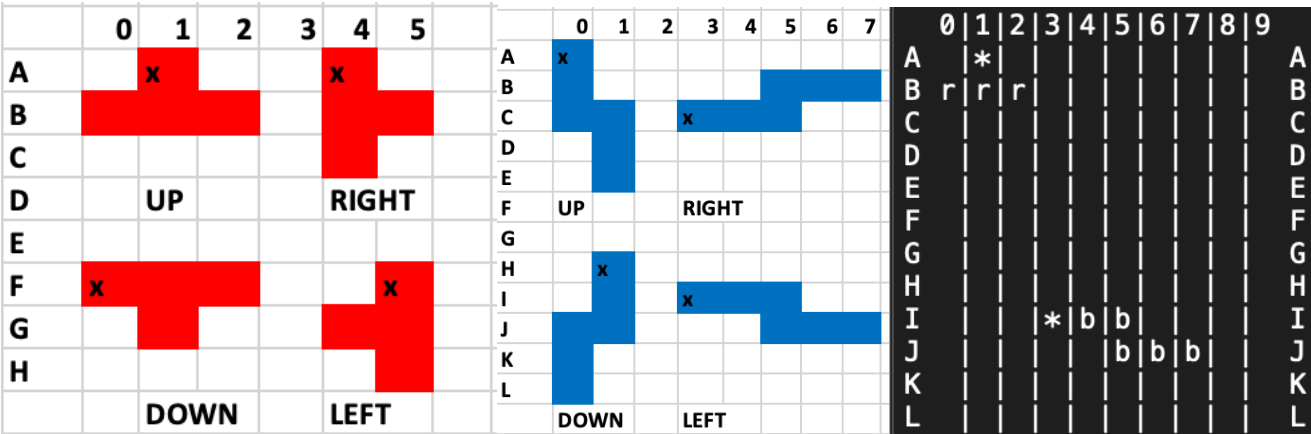 0 1 2 3 4 5
A x x
B
C
D UP RIGHT
E
F x x
G
H
DOWN LEFT
0 1 2 3 4 5 6 7
A x
B
C x
D
E
F UP RIGHT
G
H x
I x
J
K
L
DOWN LEFT
0|1|2|3|4|5|6|7|8|9
A  |*| | | | | | | |  A
B r|r|r| | | | | | |  B
C  | | | | | | | | |  C
D  | | | | | | | | |  D
E  | | | | | | | | |  E
F  | | | | | | | | |  F
G  | | | | | | | | |  G
H  | | | | | | | | |  H
I  | | |*|b|b| | | |  I
J  | | | | |b|b|b| |  J
K  | | | | | | | | |  K
L  | | | | | | | | |  L